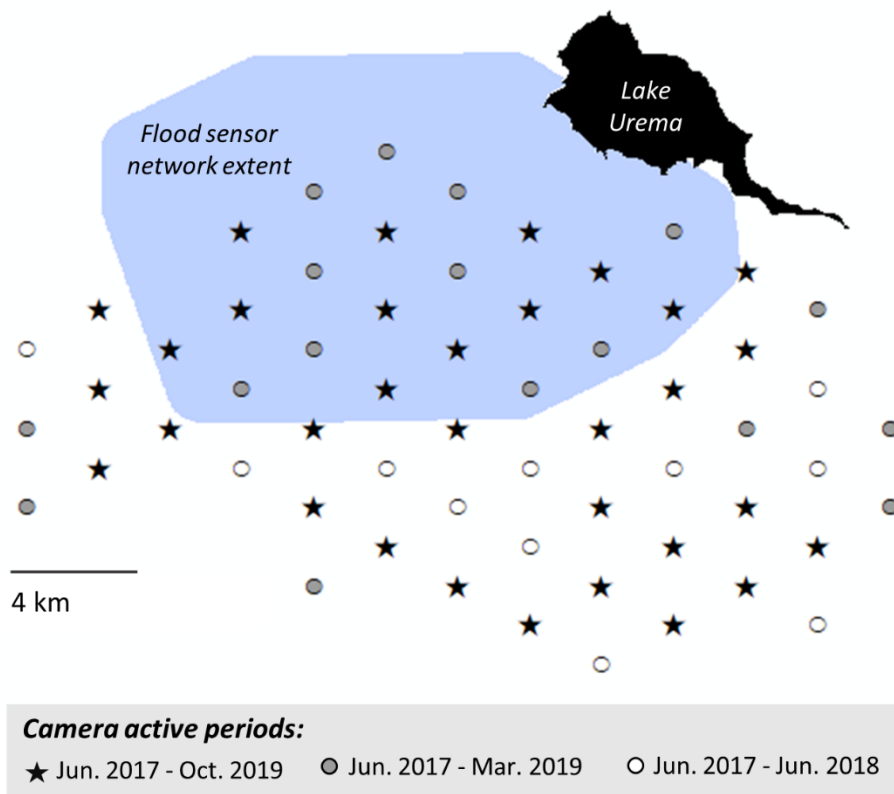 Lake
Urema
Flood sensor
network extent
4 km
Camera active periods:
Jun. 2017 - Oct. 2019 Jun. 2017 - Mar. 2019 Jun. 2017 - Jun. 2018